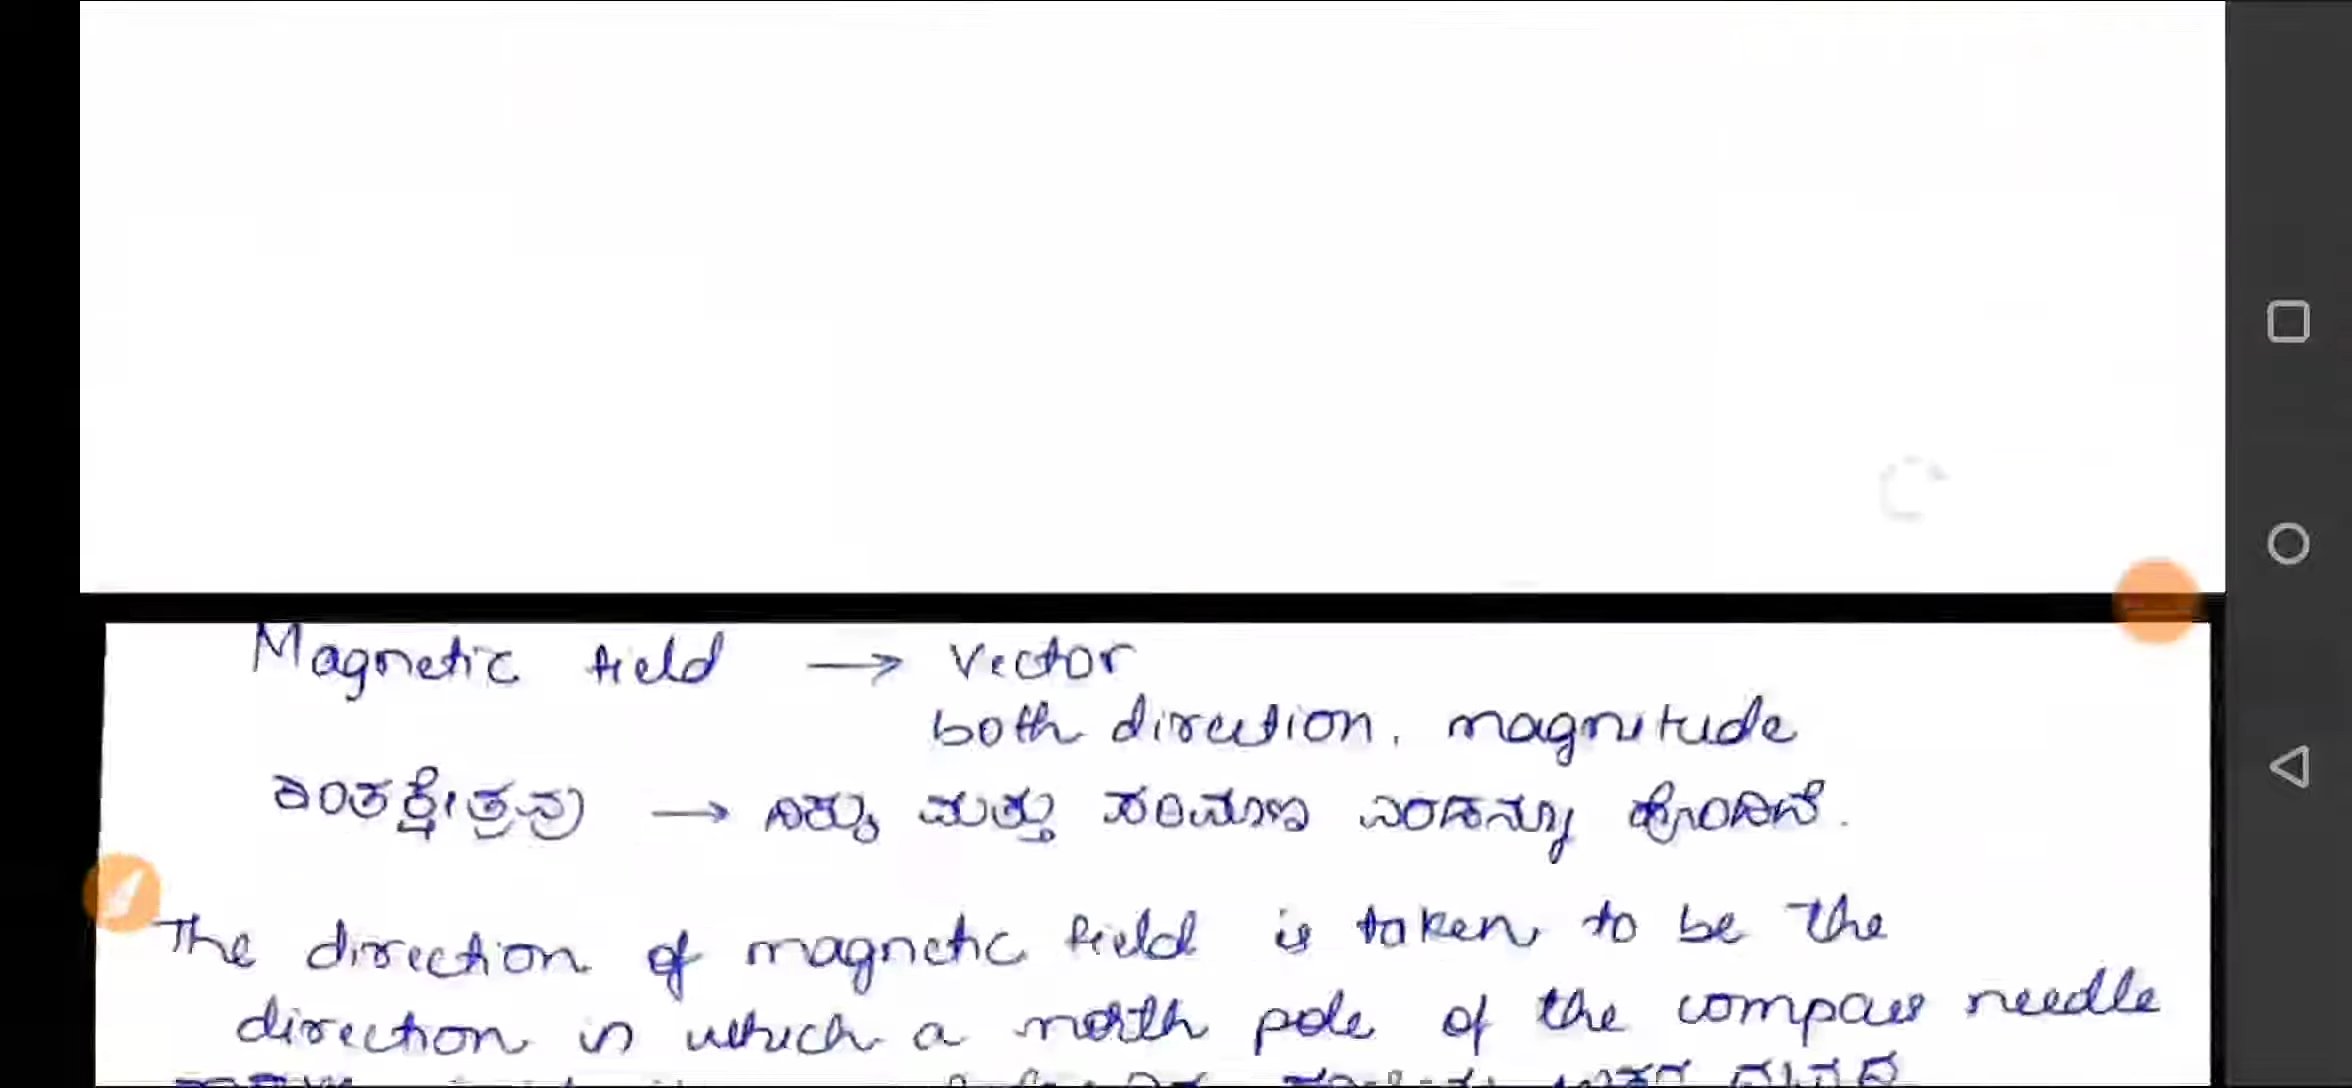 Magnetic field → Vector
both direction, magnitude
ಕಾಂತಕ್ಷೇತ್ರವು → ದಿಕ್ಕು ಮತ್ತು ಪರಿಮಾಣ ಎರಡನ್ನೂ ಹೊಂದಿದೆ.
The direction of magnetic field is taken to be the
direction in which a north pole of the compass needle